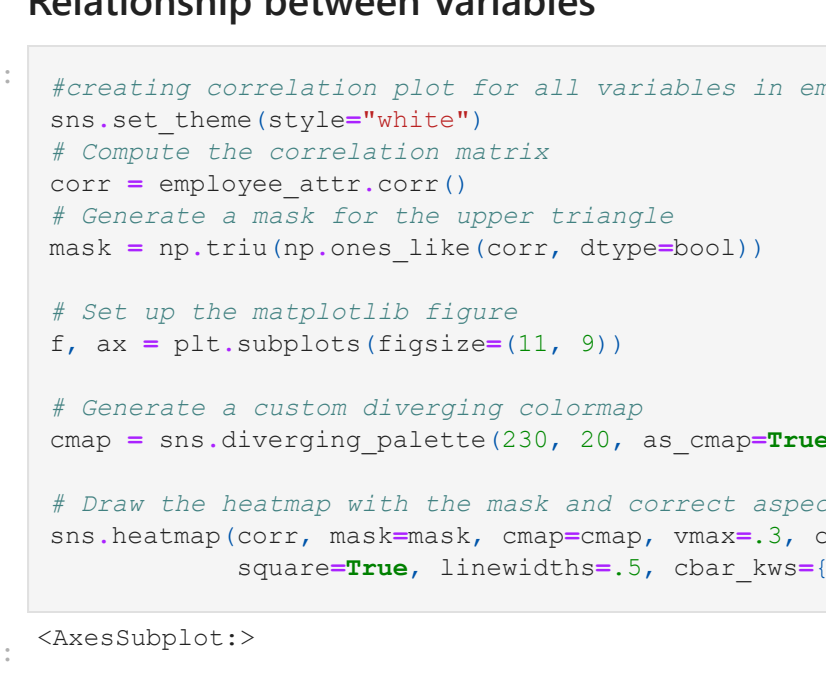 Relationship between Variables
:
#creating correlation plot for all variables in em
sns.set_theme(style="white")
# Compute the correlation matrix
corr = employee_attr.corr()
# Generate a mask for the upper triangle
mask = np.triu(np.ones_like(corr, dtype=bool))
# Set up the matplotlib figure
f, ax = plt.subplots(figsize=(11, 9))
# Generate a custom diverging colormap
cmap = sns.diverging_palette(230, 20, as_cmap=True
# Draw the heatmap with the mask and correct aspec
sns.heatmap(corr, mask=mask, cmap=cmap, vmax=.3, c
square=True, linewidths=.5, cbar_kws={
<AxesSubplot:>
: